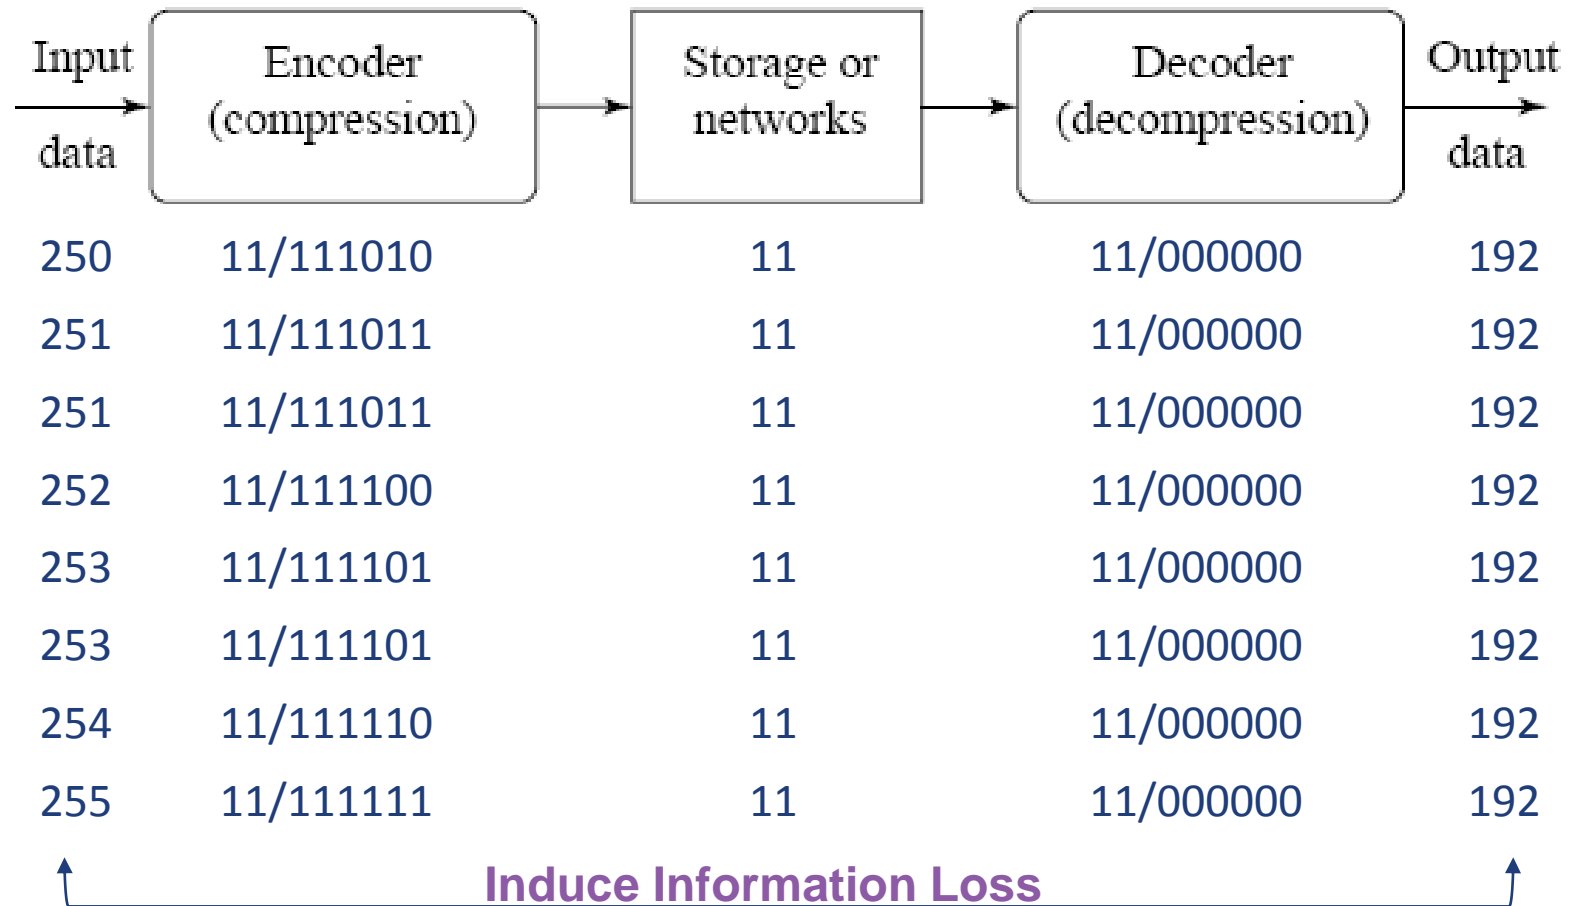 Input data
Encoder
(compression)
Storage or
networks
Decoder
(decompression)
Output data
250 11/111010 11 11/000000 192
251 11/111011 11 11/000000 192
251 11/111011 11 11/000000 192
252 11/111100 11 11/000000 192
253 11/111101 11 11/000000 192
253 11/111101 11 11/000000 192
254 11/111110 11 11/000000 192
255 11/111111 11 11/000000 192
Induce Information Loss